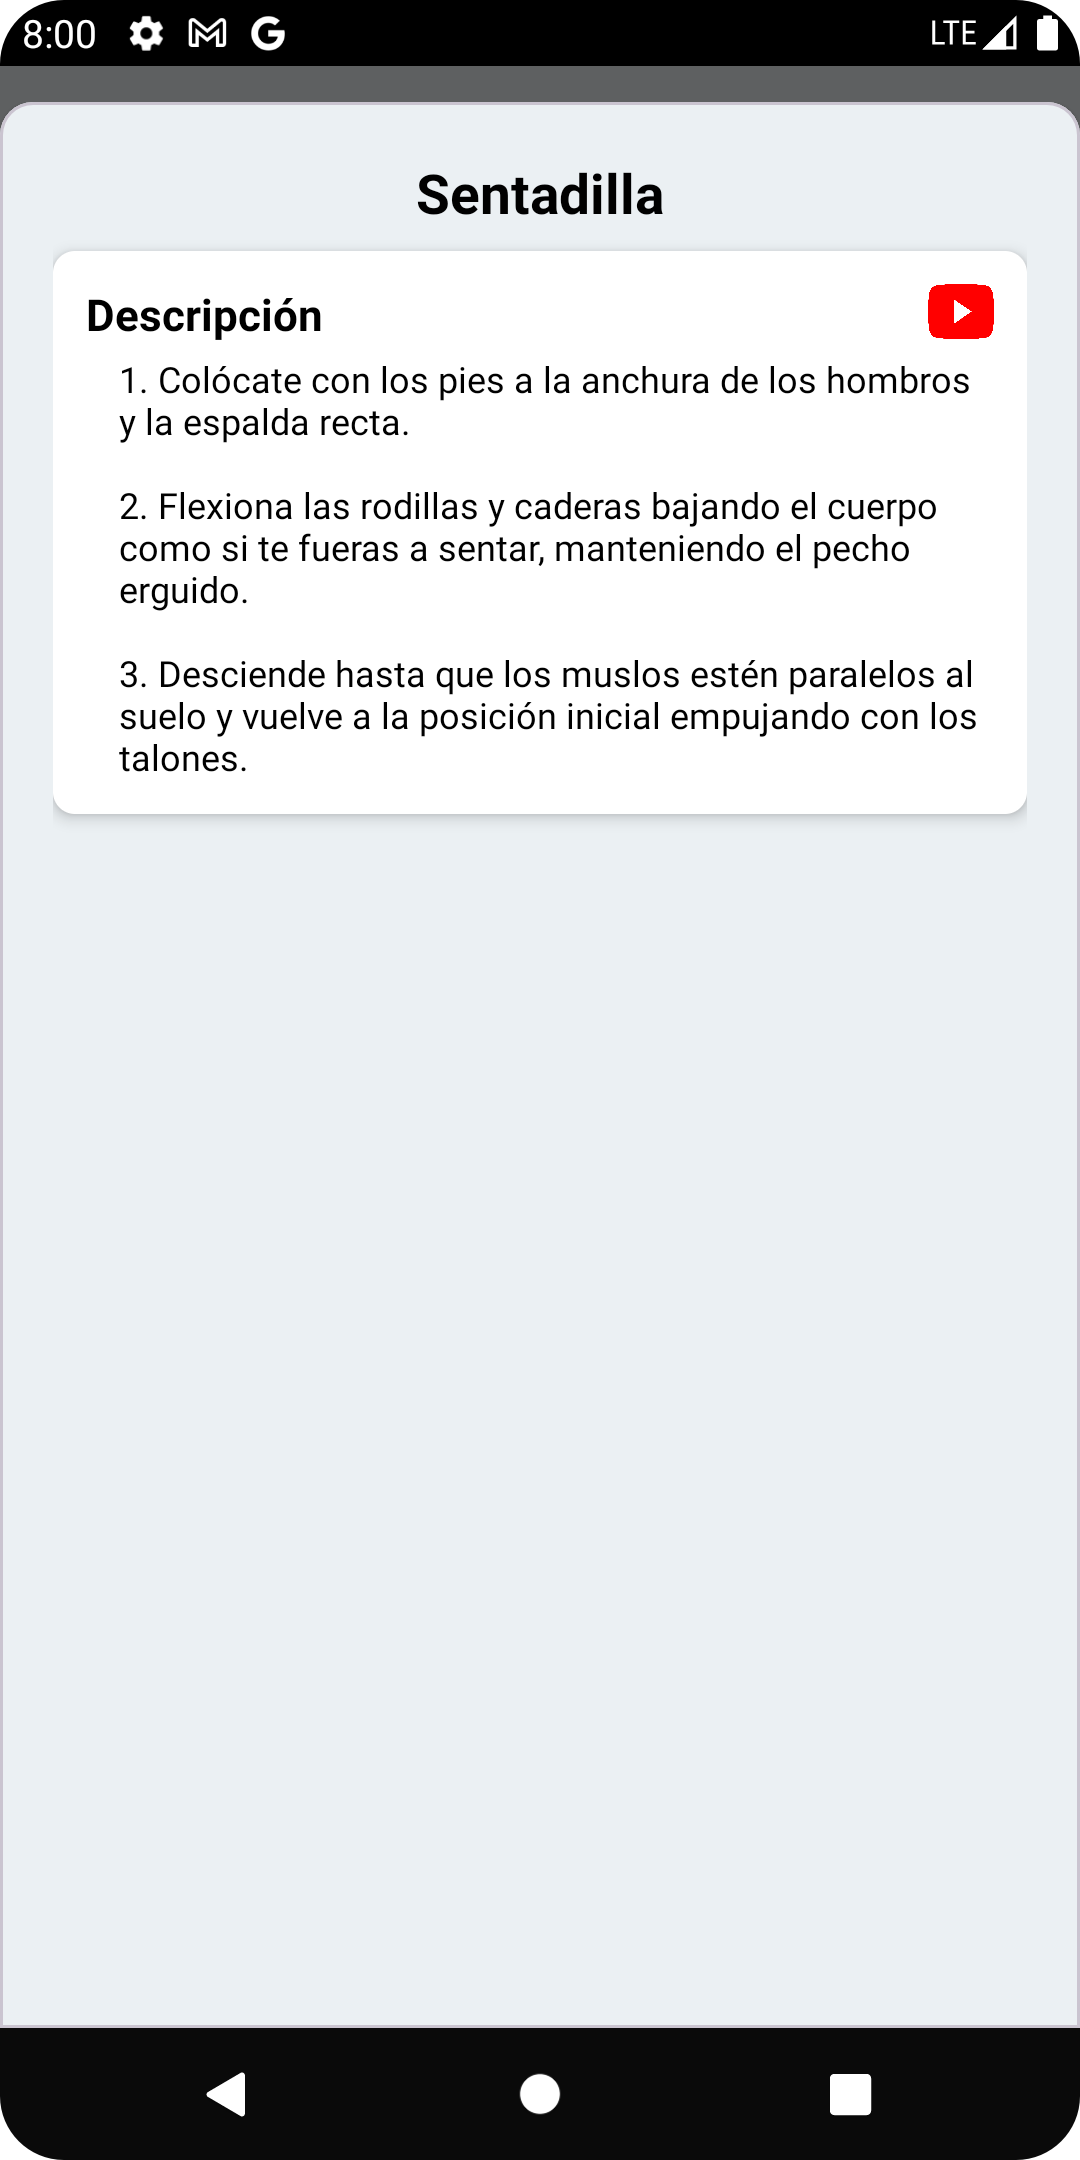 8:00 LTE
Sentadilla
Descripción
1. Colócate con los pies a la anchura de los hombros
y la espalda recta.
2. Flexiona las rodillas y caderas bajando el cuerpo
como si te fueras a sentar, manteniendo el pecho
erguido.
3. Desciende hasta que los muslos estén paralelos al
suelo y vuelve a la posición inicial empujando con los
talones.